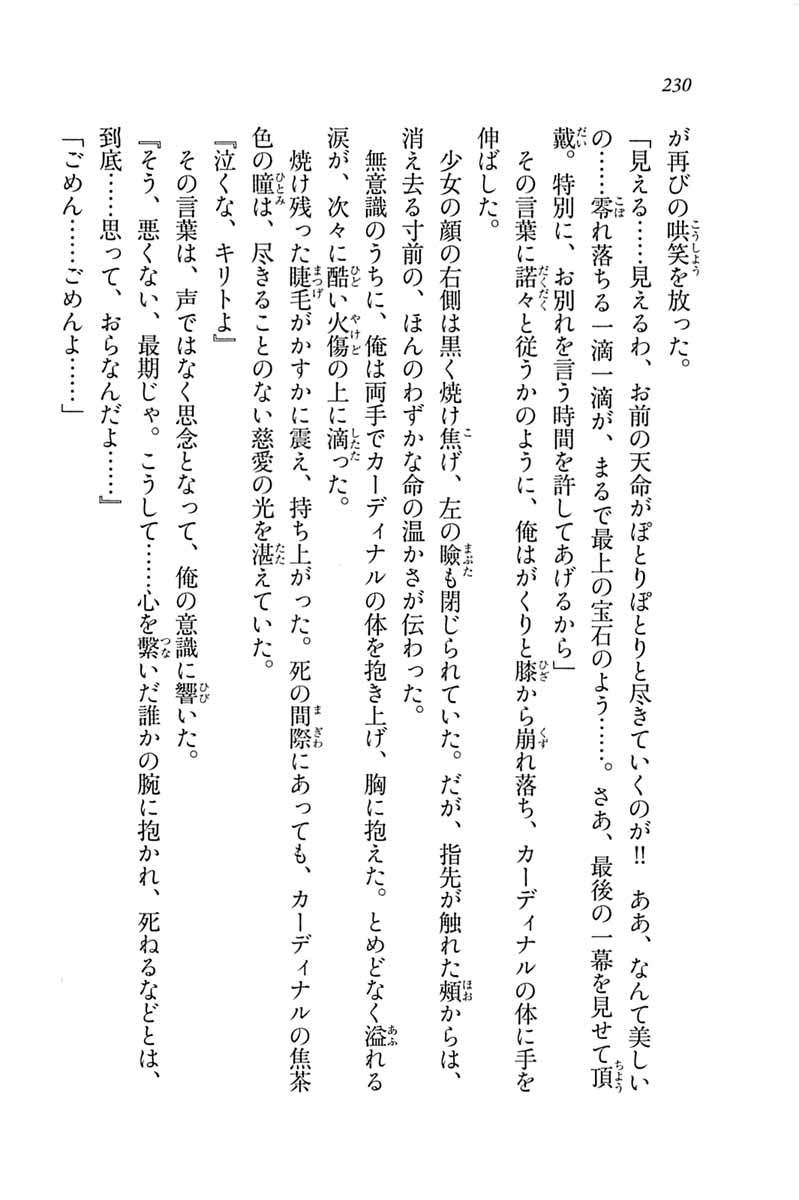 230
が再びの哄笑を放った。
「見える……見えるわ、お前の天命がぽとりぽとりと尽きていくのが!! ああ、なんて美しい
の……零れ落ちる一滴一滴が、まるで最上の宝石のよう……。さあ、最後の一幕を見せて頂
戴。特別に、お別れを言う時間を許してあげるから」
その言葉に諾々と従うかのように、俺はがくりと膝から崩れ落ち、カーディナルの体に手を
伸ばした。
少女の顔の右側は黒く焼け焦げ、左の瞼も閉じられていた。だが、指先が触れた頰からは、
消え去る寸前の、ほんのわずかな命の温かさが伝わった。
無意識のうちに、俺は両手でカーディナルの体を抱き上げ、胸に抱えた。とめどなく溢れる
涙が、次々に酷い火傷の上に滴った。
焼け残った睫毛がかすかに震え、持ち上がった。死の間際にあっても、カーディナルの焦茶
色の瞳は、尽きることのない慈愛の光を湛えていた。
『泣くな、キリトよ』
その言葉は、声ではなく思念となって、俺の意識に響いた。
『そう、悪くない、最期じゃ。こうして……心を繫いだ誰かの腕に抱かれ、死ねるなどとは、
到底……思って、おらなんだよ……』
「ごめん……ごめんよ……」